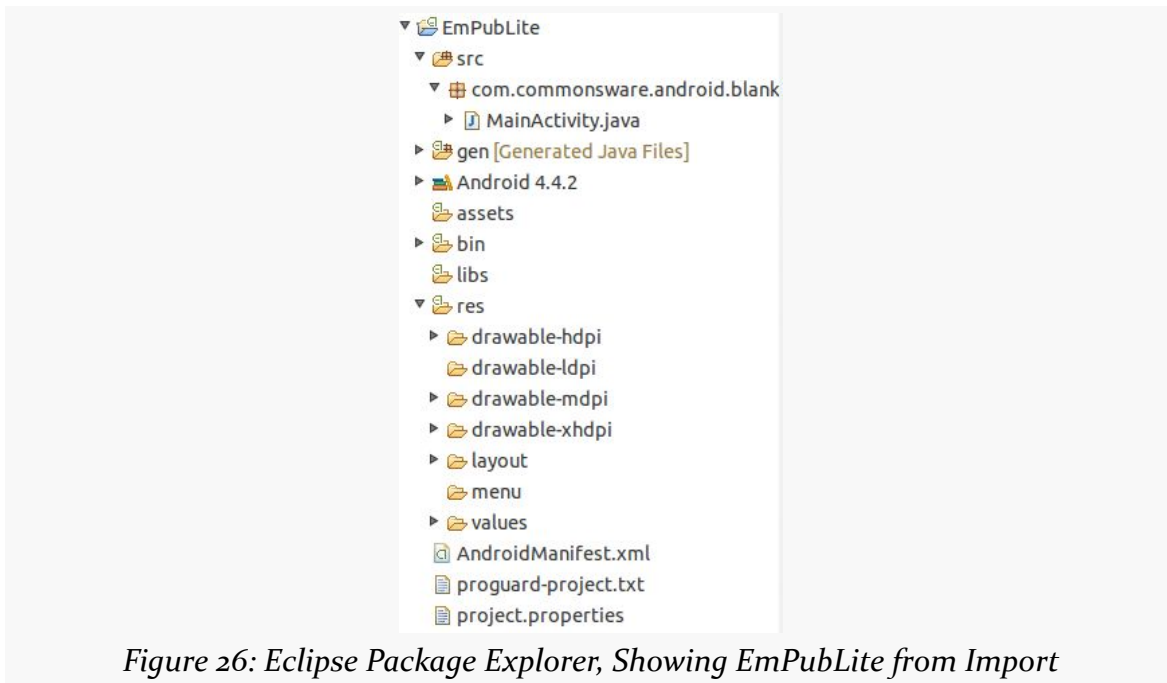 EmPubLite
src
com.commonsware.android.blank
MainActivity.java
gen [Generated Java Files]
Android 4.4.2
assets
bin
libs
res
drawable-hdpi
drawable-ldpi
drawable-mdpi
drawable-xhdpi
layout
menu
values
AndroidManifest.xml
proguard-project.txt
project.properties
Figure 26: Eclipse Package Explorer, Showing EmPubLite from Import